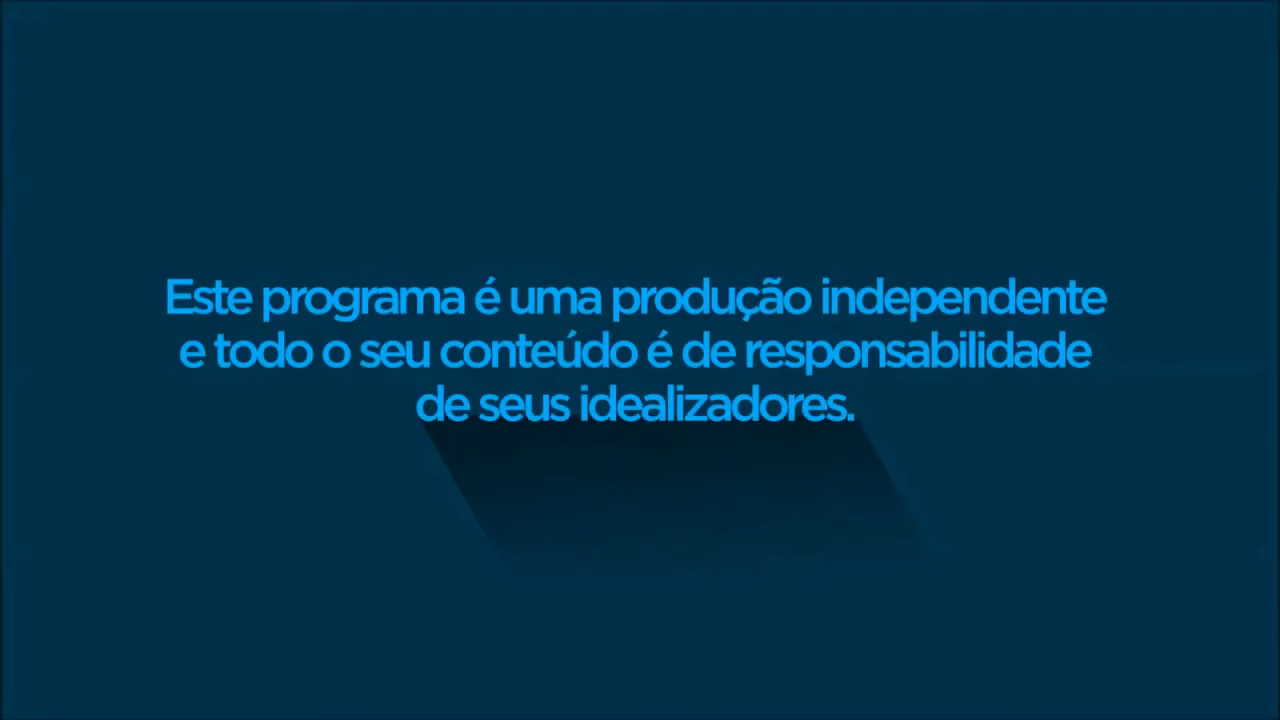 Este programa é uma produção independente
e todo o seu conteúdo é de responsabilidade
de seus idealizadores.